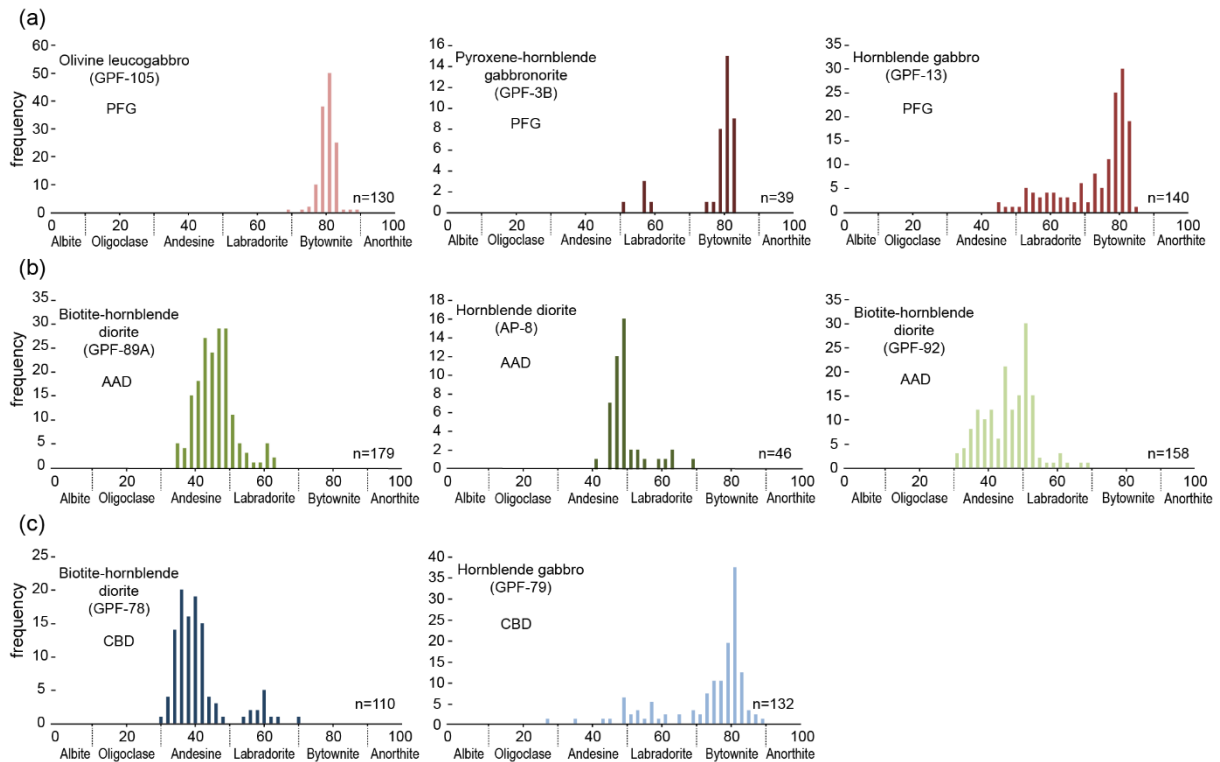 (a)
frequency
60
50
40
30
20
10
0
Olivine leucogabbro
(GPF-105)
PFG
n=130
0 20 40 60 80 100
Albite Oligoclase Andesine Labradorite Bytownite Anorthite
16
14
12
10
8
6
4
2
0
Pyroxene-hornblende
gabbronorite
(GPF-3B)
PFG
n=39
0 20 40 60 80 100
Albite Oligoclase Andesine Labradorite Bytownite Anorthite
35
30
25
20
15
10
5
0
Hornblende gabbro
(GPF-13)
PFG
n=140
0 20 40 60 80 100
Albite Oligoclase Andesine Labradorite Bytownite Anorthite
(b)
frequency
35
30
25
20
15
10
5
0
Biotite-hornblende
diorite
(GPF-89A)
AAD
n=179
0 20 40 60 80 100
Albite Oligoclase Andesine Labradorite Bytownite Anorthite
18
16
14
12
10
8
6
4
2
0
Hornblende diorite
(AP-8)
AAD
n=46
0 20 40 60 80 100
Albite Oligoclase Andesine Labradorite Bytownite Anorthite
35
30
25
20
15
10
5
0
Biotite-hornblende
diorite
(GPF-92)
AAD
n=158
0 20 40 60 80 100
Albite Oligoclase Andesine Labradorite Bytownite Anorthite
(c)
frequency
25
20
15
10
5
0
Biotite-hornblende
diorite
(GPF-78)
CBD
n=110
0 20 40 60 80 100
Albite Oligoclase Andesine Labradorite Bytownite Anorthite
40
35
30
25
20
15
10
5
0
Hornblende gabbro
(GPF-79)
CBD
n=132
0 20 40 60 80 100
Albite Oligoclase Andesine Labradorite Bytownite Anorthite